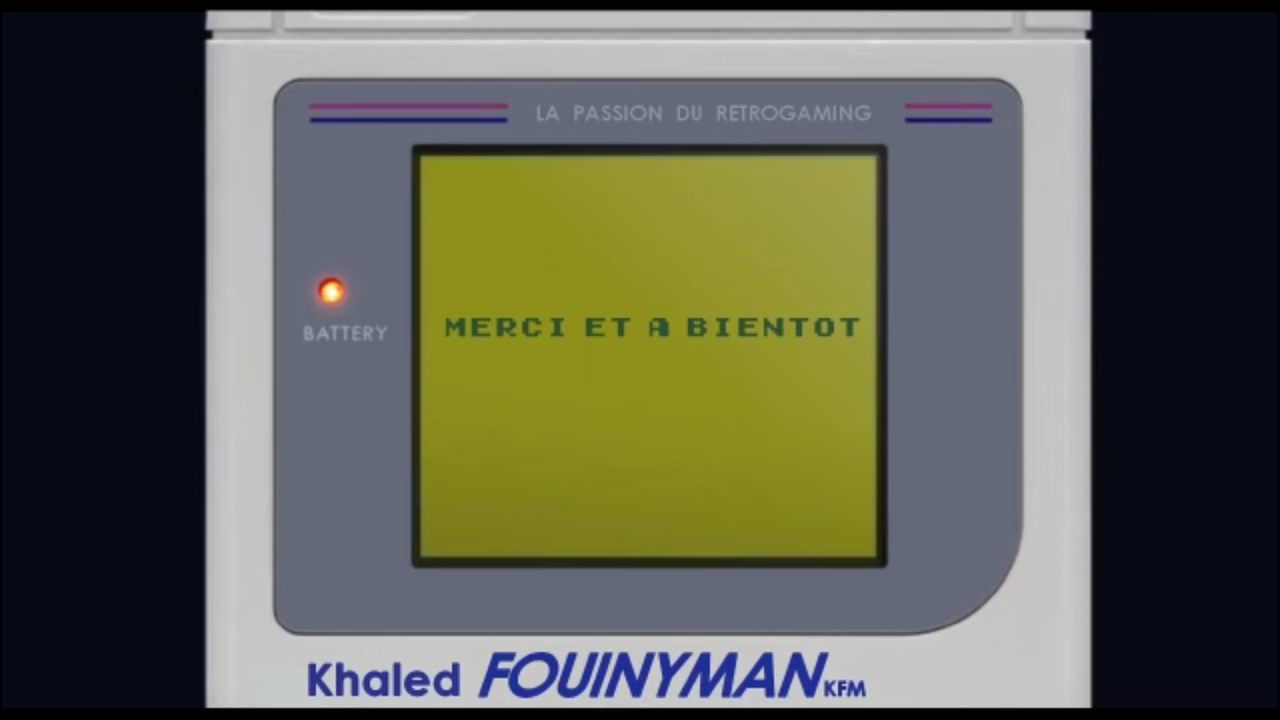 LA PASSION DU RETROGAMING
BATTERY
MERCI ET A BIENTOT
Khaled FOUINYMAN KFM